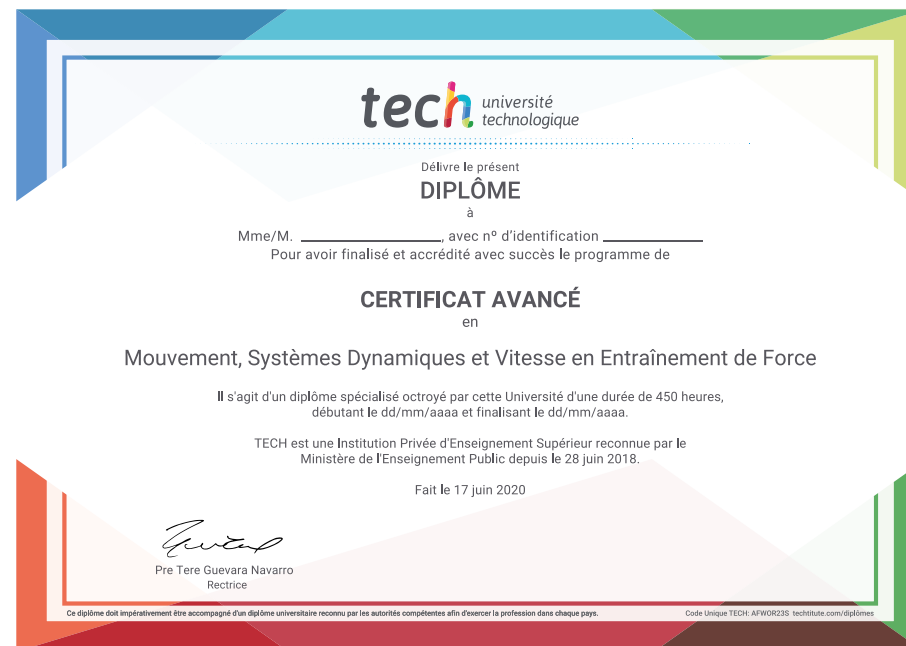 tech université
technologique
Délivre le présent
DIPLÔME
à
Mme/M. ____________________, avec nº d'identification ______________
Pour avoir finalisé et accrédité avec succès le programme de
CERTIFICAT AVANCÉ
en
Mouvement, Systèmes Dynamiques et Vitesse en Entraînement de Force
Il s'agit d'un diplôme spécialisé octroyé par cette Université d'une durée de 450 heures,
débutant le dd/mm/aaaa et finalisant le dd/mm/aaaa.
TECH est une Institution Privée d'Enseignement Supérieur reconnue par le
Ministère de l'Enseignement Public depuis le 28 juin 2018.
Fait le 17 juin 2020
Pre Tere Guevara Navarro
Rectrice
Ce diplôme doit impérativement être accompagné d'un diplôme universitaire reconnu par les autorités compétentes afin d'exercer la profession dans chaque pays.
Code Unique TECH: AFWOR23S techtitute.com/diplômes